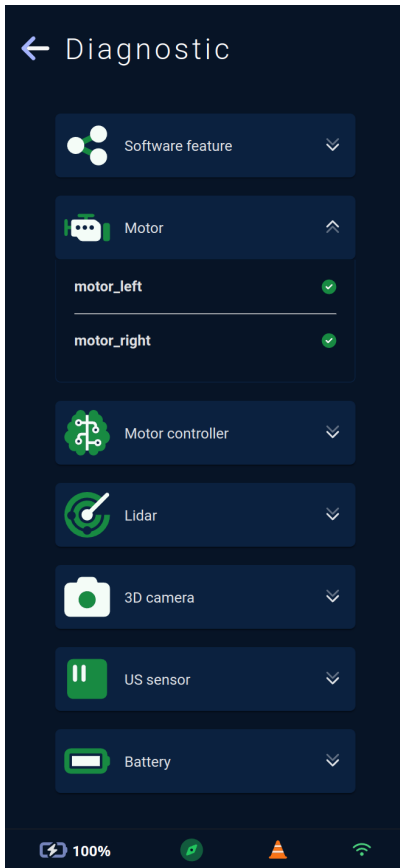 Diagnostic
Software feature
Motor
motor_left
motor_right
Motor controller
Lidar
3D camera
US sensor
Battery
100%